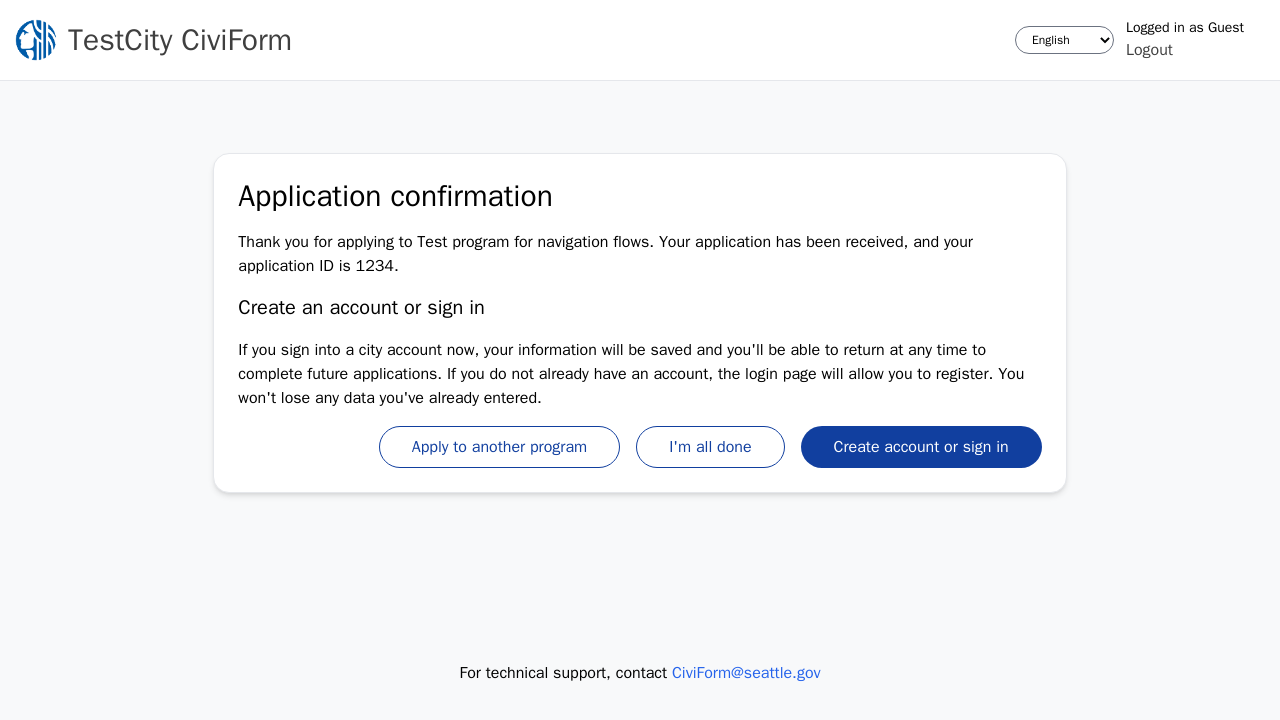 TestCity CiviForm
English
Logged in as Guest
Logout
Application confirmation
Thank you for applying to Test program for navigation flows. Your application has been received, and your
application ID is 1234.
Create an account or sign in
If you sign into a city account now, your information will be saved and you'll be able to return at any time to
complete future applications. If you do not already have an account, the login page will allow you to register. You
won't lose any data you've already entered.
Apply to another program
I'm all done
Create account or sign in
For technical support, contact CiviForm@seattle.gov